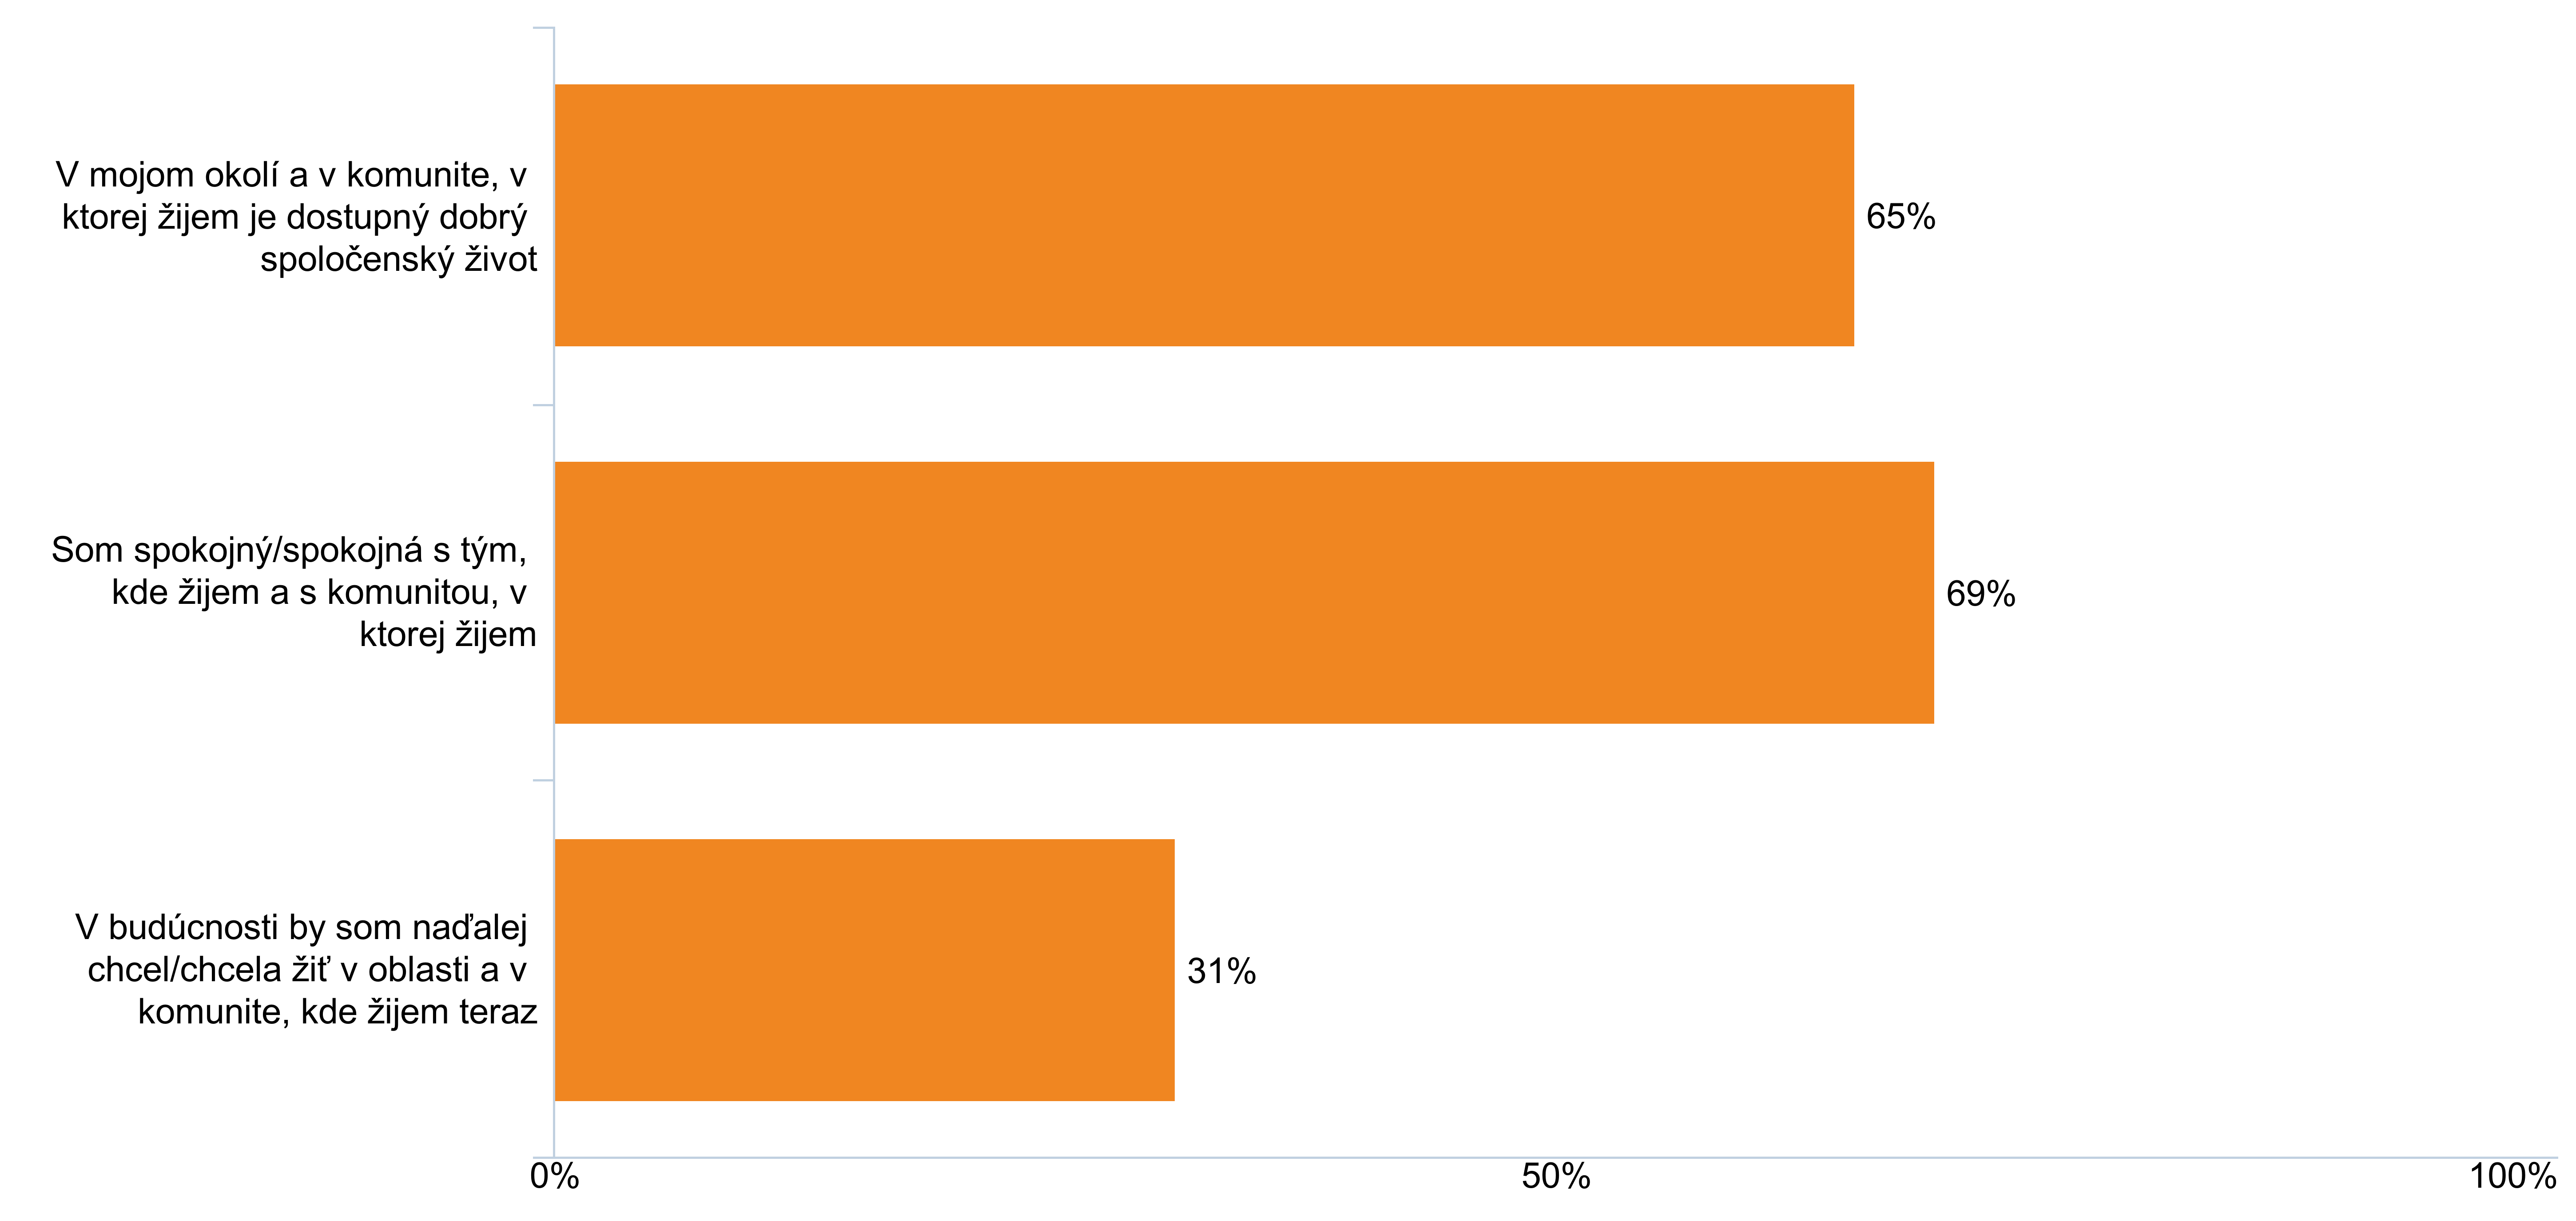 V mojom okolí a v komunite, v
ktorej žijem je dostupný dobrý
spoločenský život
65%
Som spokojný/spokojná s tým,
kde žijem a s komunitou, v
ktorej žijem
69%
V budúcnosti by som naďalej
chcel/chcela žiť v oblasti a v
komunite, kde žijem teraz
31%
0%
50%
100%